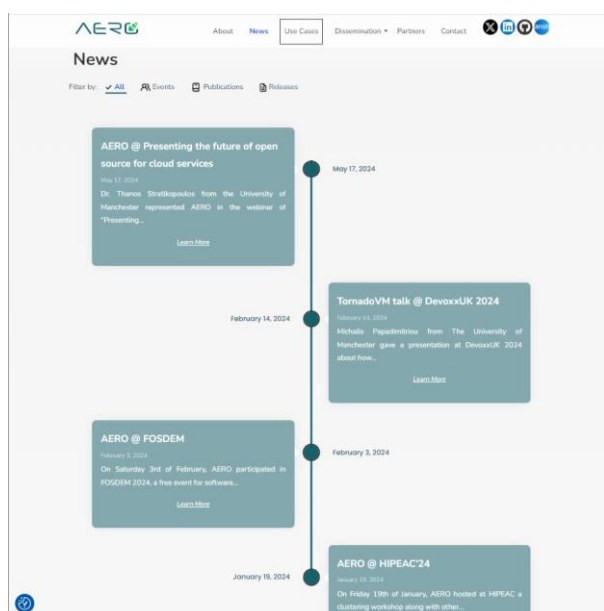 AERO
About News Use Cases Dissemination Partners Contact
News
Filter by: All Events Publications Releases
AERO @ Presenting the future of open
source for cloud services
May 17, 2024
Dr. Thanos Stratikopoulos from the University of
Manchester represented AERO in the webinar of
"Presenting...
Learn More
May 17, 2024
February 14, 2024
TornadoVM talk @ DevoxxUK 2024
February 14, 2024
Michalis Papadimitriou from The University of
Manchester gave a presentation at DevoxxUK 2024
about how...
Learn More
AERO @ FOSDEM
February 3, 2024
On Saturday 3rd of February, AERO participated in
FOSDEM 2024, a free event for software...
Learn More
February 3, 2024
January 19, 2024
AERO @ HIPEAC'24
January 19, 2024
On Friday 19th of January, AERO hosted at HIPEAC a
clustering workshop along with other...